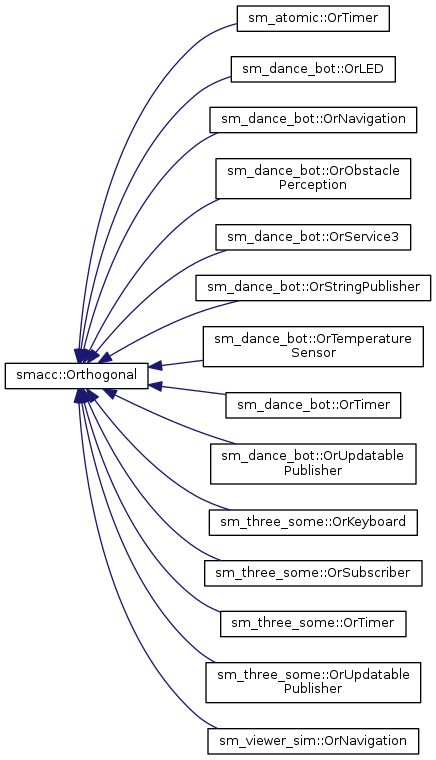 sm_atomic::OrTimer
sm_dance_bot::OrLED
sm_dance_bot::OrNavigation
sm_dance_bot::OrObstacle
Perception
sm_dance_bot::OrService3
sm_dance_bot::OrStringPublisher
sm_dance_bot::OrTemperature
Sensor
smacc::Orthogonal
sm_dance_bot::OrTimer
sm_dance_bot::OrUpdatable
Publisher
sm_three_some::OrKeyboard
sm_three_some::OrSubscriber
sm_three_some::OrTimer
sm_three_some::OrUpdatable
Publisher
sm_viewer_sim::OrNavigation